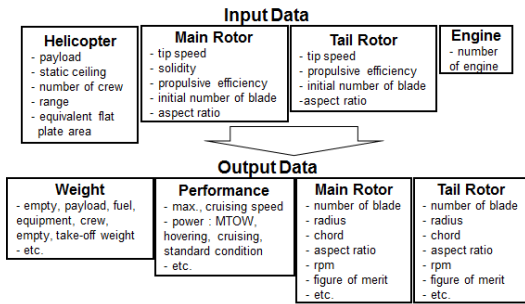 Input Data
Helicopter
- payload
- static ceiling
- number of crew
- range
- equivalent flat
plate area
Main Rotor
- tip speed
- solidity
- propulsive efficiency
- initial number of blade
- aspect ratio
Tail Rotor
- tip speed
- propulsive efficiency
- initial number of blade
-aspect ratio
Engine
- number
of engine
Output Data
Weight
- empty, payload, fuel,
equipment, crew,
empty, take-off weight
- etc.
Performance
- max., cruising speed
- power : MTOW,
hovering, cruising,
standard condition
- etc.
Main Rotor
- number of blade
- radius
- chord
- aspect ratio
- rpm
- figure of merit
- etc.
Tail Rotor
- number of blade
- radius
- chord
- aspect ratio
- rpm
- figure of merit
- etc.